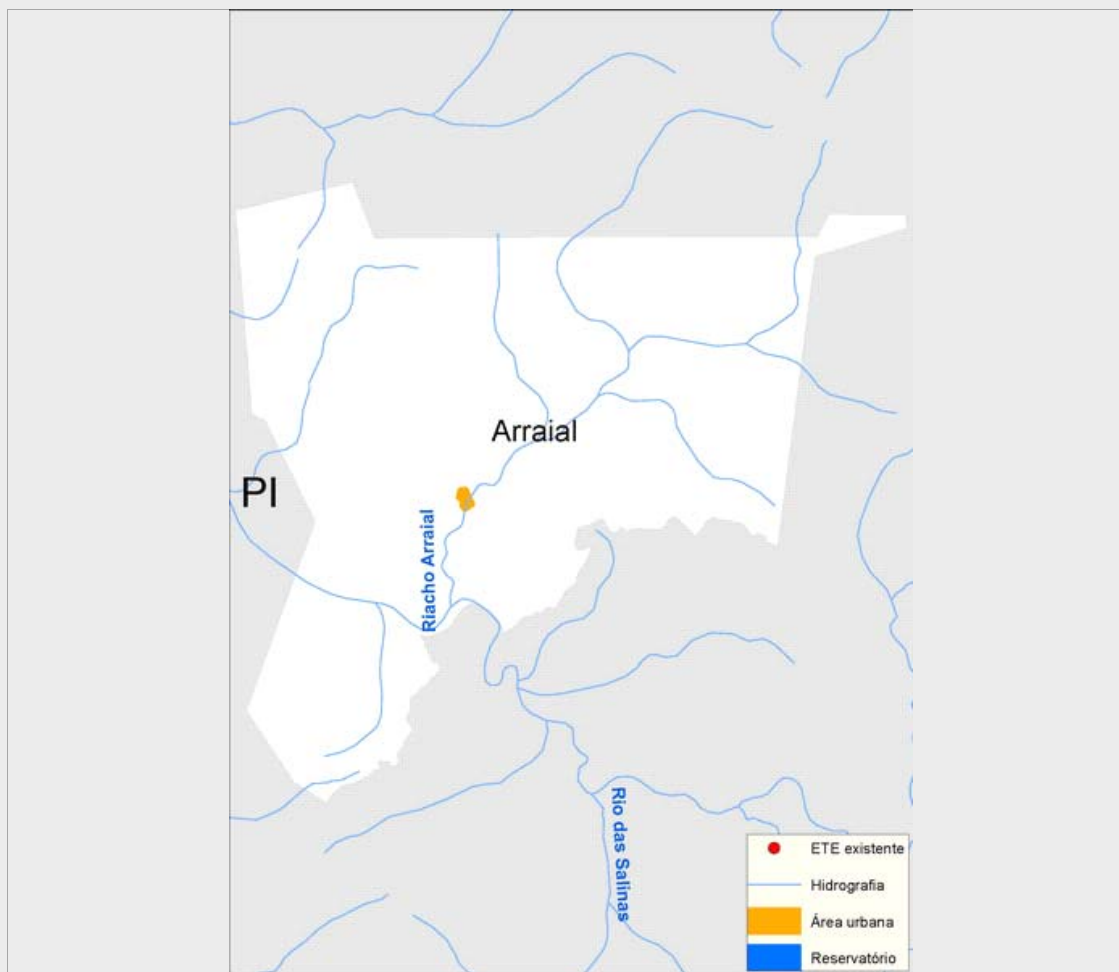 Arraial
PI
Riacho Arraial
Rio das Salinas
ETE existente
Hidrografia
Área urbana
Reservatório